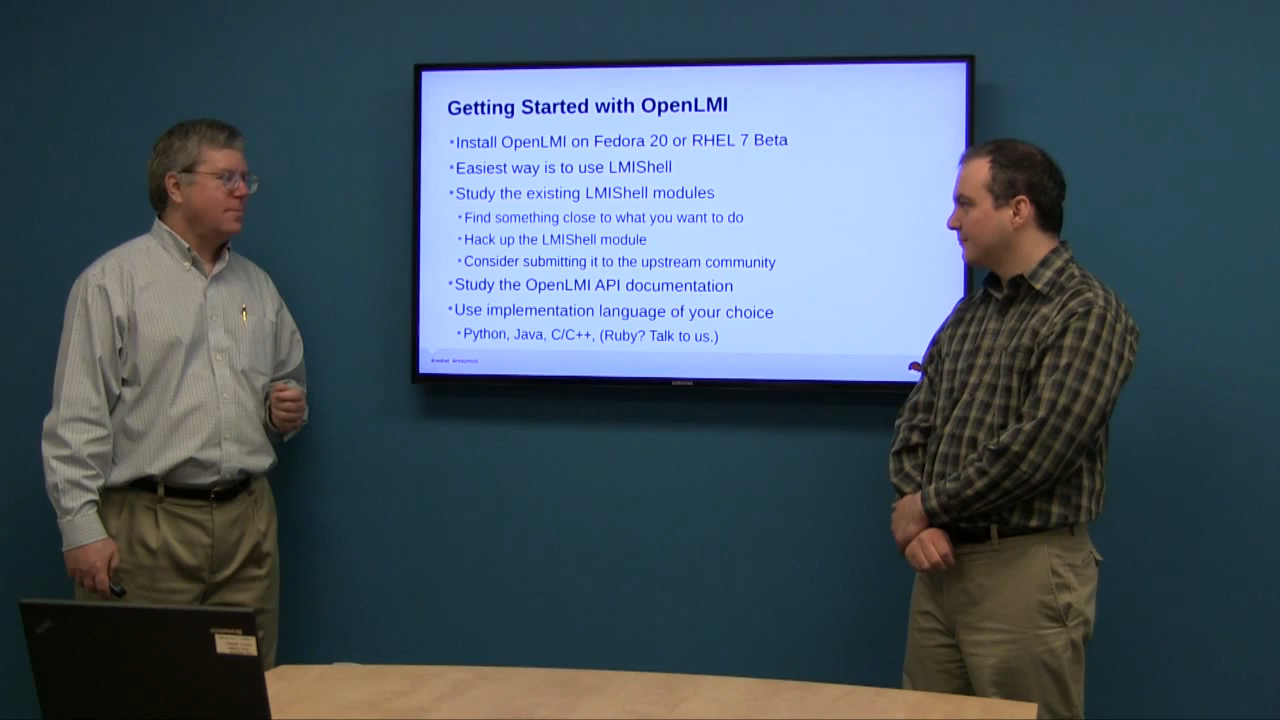 Getting Started with OpenLMI
•Install OpenLMI on Fedora 20 or RHEL 7 Beta
•Easiest way is to use LMIShell
•Study the existing LMIShell modules
•Find something close to what you want to do
•Hack up the LMIShell module
•Consider submitting it to the upstream community
•Study the OpenLMI API documentation
•Use implementation language of your choice
•Python, Java, C/C++, (Ruby? Talk to us.)
SAMSUNG